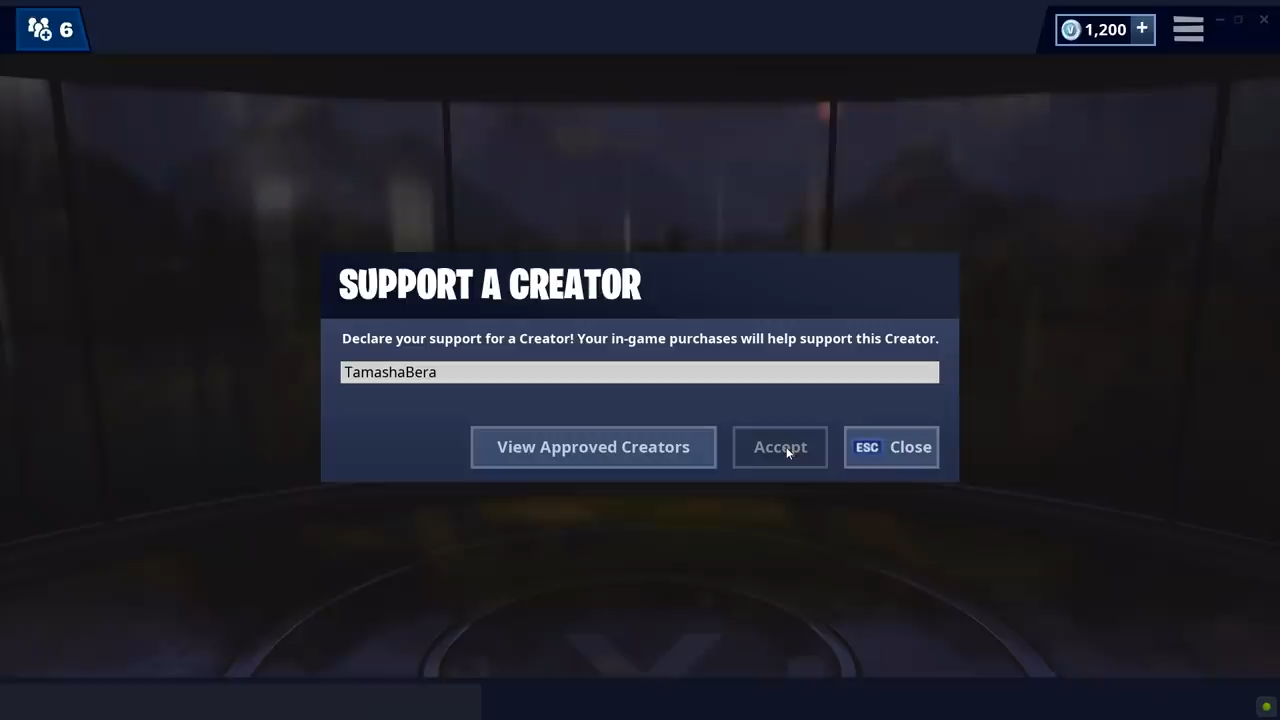 6
1,200 +
SUPPORT A CREATOR
Declare your support for a Creator! Your in-game purchases will help support this Creator.
TamashaBera
View Approved Creators
Accept
ESC Close